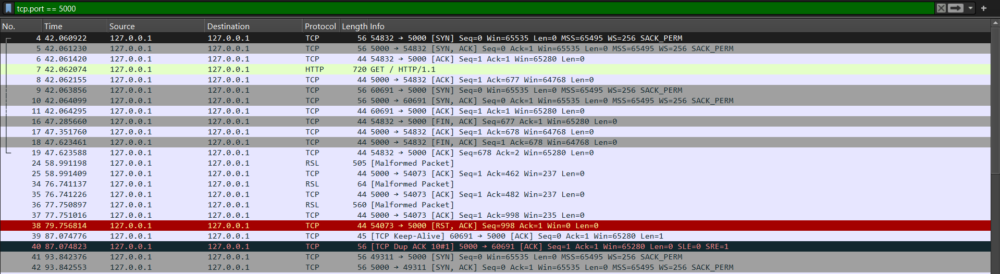 tcp.port == 5000
No. Time Source Destination Protocol Length Info
4 42.060922 127.0.0.1 127.0.0.1 TCP 56 54832 → 5000 [SYN] Seq=0 Win=65535 Len=0 MSS=65495 WS=256 SACK_PERM
5 42.061230 127.0.0.1 127.0.0.1 TCP 56 5000 → 54832 [SYN, ACK] Seq=0 Ack=1 Win=65535 Len=0 MSS=65495 WS=256 SACK_PERM
6 42.061420 127.0.0.1 127.0.0.1 TCP 44 54832 → 5000 [ACK] Seq=1 Ack=1 Win=65280 Len=0
7 42.062074 127.0.0.1 127.0.0.1 HTTP 720 GET / HTTP/1.1
8 42.062155 127.0.0.1 127.0.0.1 TCP 44 5000 → 54832 [ACK] Seq=1 Ack=677 Win=64768 Len=0
9 42.063856 127.0.0.1 127.0.0.1 TCP 56 60691 → 5000 [SYN] Seq=0 Win=65535 Len=0 MSS=65495 WS=256 SACK_PERM
10 42.064099 127.0.0.1 127.0.0.1 TCP 56 5000 → 60691 [SYN, ACK] Seq=0 Ack=1 Win=65535 Len=0 MSS=65495 WS=256 SACK_PERM
11 42.064295 127.0.0.1 127.0.0.1 TCP 44 60691 → 5000 [ACK] Seq=1 Ack=1 Win=65280 Len=0
16 47.285660 127.0.0.1 127.0.0.1 TCP 44 54832 → 5000 [FIN, ACK] Seq=677 Ack=1 Win=65280 Len=0
17 47.351760 127.0.0.1 127.0.0.1 TCP 44 5000 → 54832 [ACK] Seq=1 Ack=678 Win=64768 Len=0
18 47.623461 127.0.0.1 127.0.0.1 TCP 44 5000 → 54832 [FIN, ACK] Seq=1 Ack=678 Win=64768 Len=0
19 47.623588 127.0.0.1 127.0.0.1 TCP 44 54832 → 5000 [ACK] Seq=678 Ack=2 Win=65280 Len=0
24 58.991198 127.0.0.1 127.0.0.1 RSL 505 [Malformed Packet]
25 58.991409 127.0.0.1 127.0.0.1 TCP 44 5000 → 54073 [ACK] Seq=1 Ack=462 Win=237 Len=0
34 76.741137 127.0.0.1 127.0.0.1 RSL 64 [Malformed Packet]
35 76.741226 127.0.0.1 127.0.0.1 TCP 44 5000 → 54073 [ACK] Seq=1 Ack=482 Win=237 Len=0
36 77.750897 127.0.0.1 127.0.0.1 RSL 560 [Malformed Packet]
37 77.751016 127.0.0.1 127.0.0.1 TCP 44 5000 → 54073 [ACK] Seq=1 Ack=998 Win=235 Len=0
38 79.756814 127.0.0.1 127.0.0.1 TCP 44 54073 → 5000 [RST, ACK] Seq=998 Ack=1 Win=0 Len=0
39 87.074776 127.0.0.1 127.0.0.1 TCP 45 [TCP Keep-Alive] 60691 → 5000 [ACK] Seq=0 Ack=1 Win=65280 Len=1
40 87.074823 127.0.0.1 127.0.0.1 TCP 56 [TCP Dup ACK 10#1] 5000 → 60691 [ACK] Seq=1 Ack=1 Win=65280 Len=0 SLE=0 SRE=1
41 93.842376 127.0.0.1 127.0.0.1 TCP 56 49311 → 5000 [SYN] Seq=0 Win=65535 Len=0 MSS=65495 WS=256 SACK_PERM
42 93.842553 127.0.0.1 127.0.0.1 TCP 56 5000 → 49311 [SYN, ACK] Seq=0 Ack=1 Win=65535 Len=0 MSS=65495 WS=256 SACK_PERM